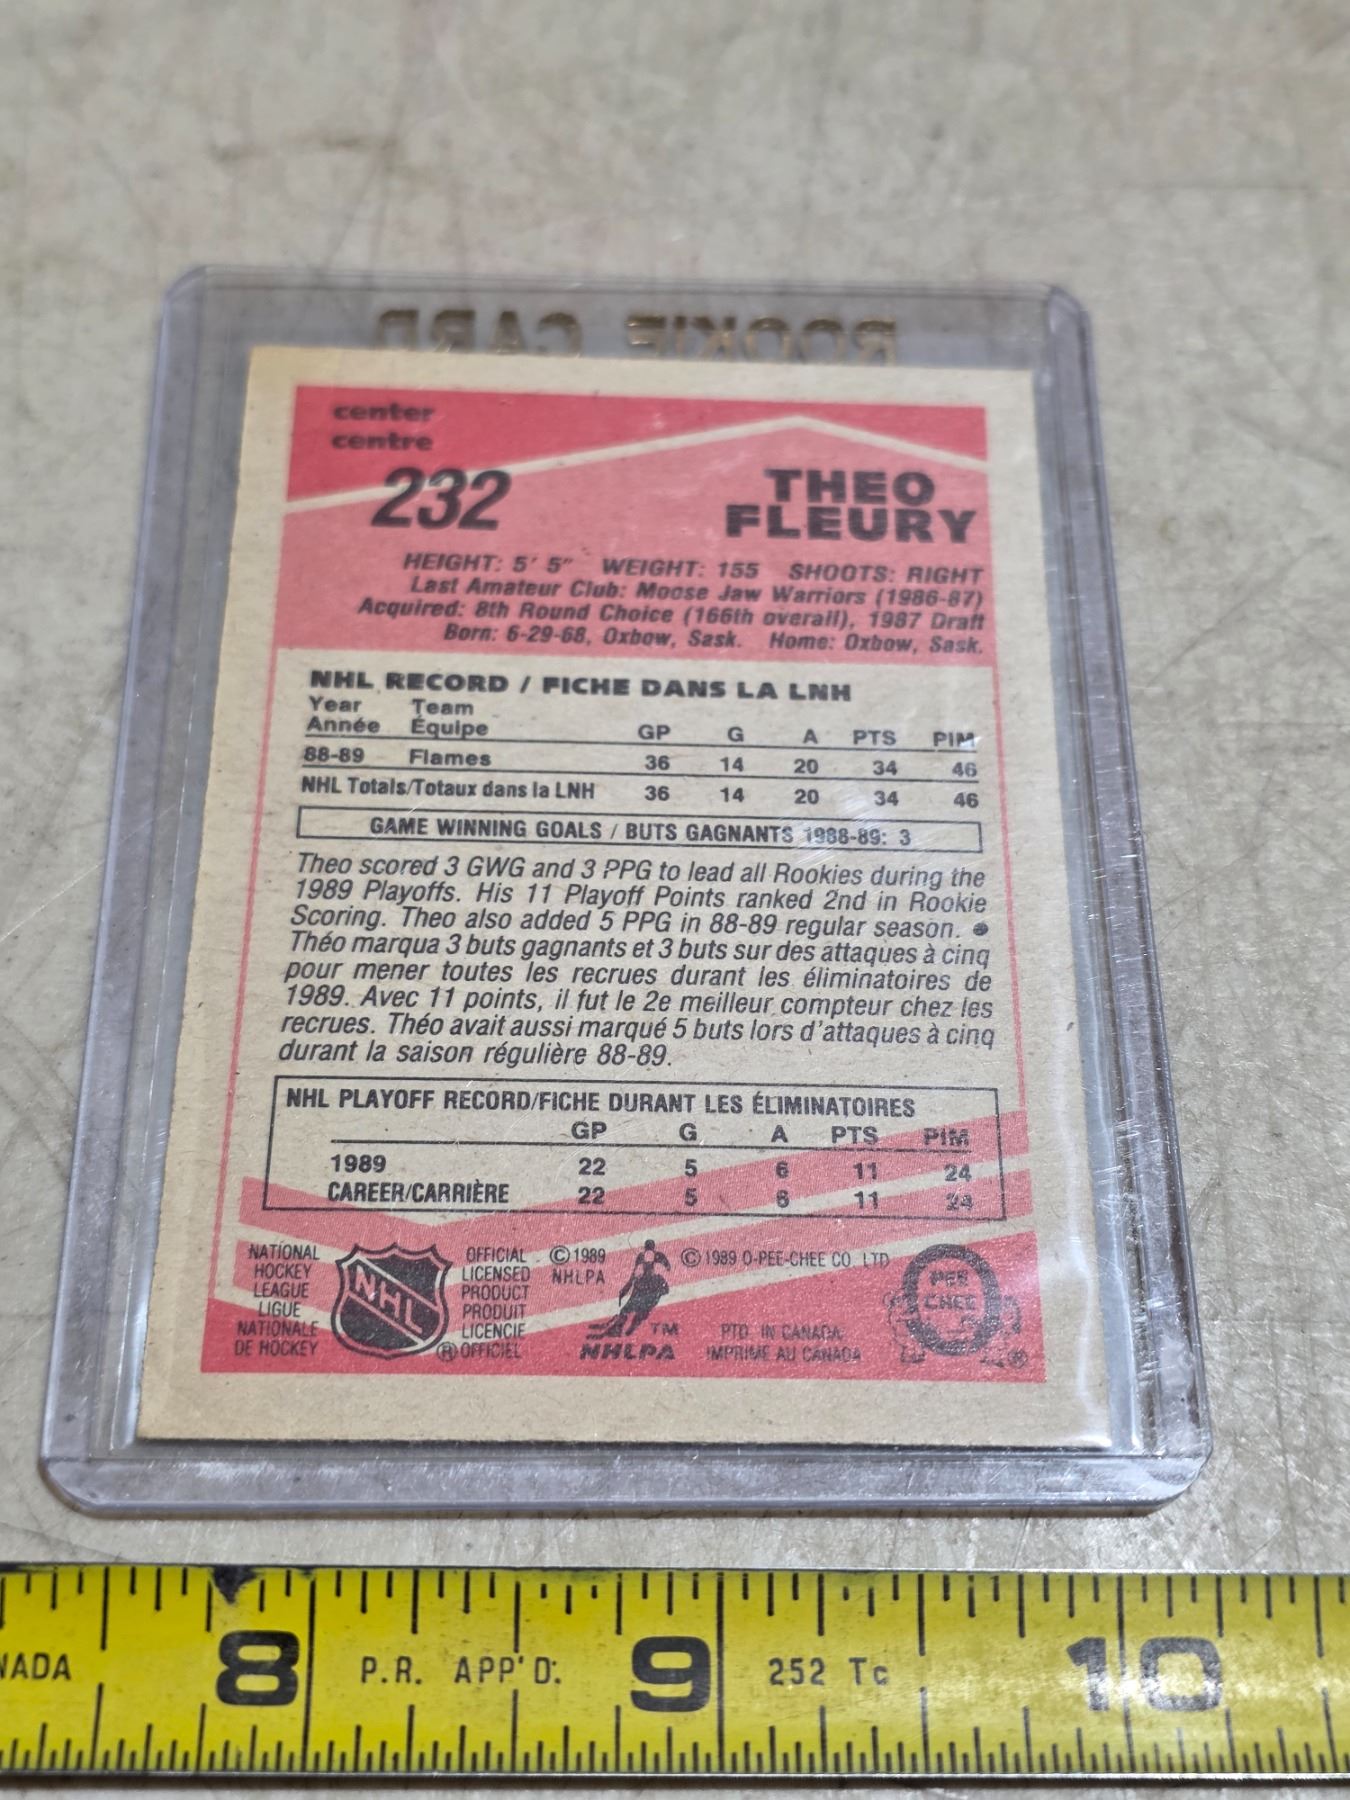 ROOKIE CARD
center
centre
232
THEO
FLEURY
HEIGHT: 5' 5" WEIGHT: 155 SHOOTS: RIGHT
Last Amateur Club: Moose Jaw Warriors (1986-87)
Acquired: 8th Round Choice (166th overall), 1987 Draft
Born: 6-29-68, Oxbow, Sask. Home: Oxbow, Sask.
NHL RECORD / FICHE DANS LA LNH
Year Team
Année Équipe GP G A PTS PIM
88-89 Flames 36 14 20 34 46
NHL Totals/Totaux dans la LNH 36 14 20 34 46
GAME WINNING GOALS / BUTS GAGNANTS 1988-89: 3
Theo scored 3 GWG and 3 PPG to lead all Rookies during the
1989 Playoffs. His 11 Playoff Points ranked 2nd in Rookie
Scoring. Theo also added 5 PPG in 88-89 regular season. ●
Théo marqua 3 buts gagnants et 3 buts sur des attaques à cinq
pour mener toutes les recrues durant les éliminatoires de
1989. Avec 11 points, il fut le 2e meilleur compteur chez les
recrues. Théo avait aussi marqué 5 buts lors d'attaques à cinq
durant la saison régulière 88-89.
NHL PLAYOFF RECORD/FICHE DURANT LES ÉLIMINATOIRES
GP G A PTS PIM
1989 22 5 6 11 24
CAREER/CARRIÈRE 22 5 6 11 24
NATIONAL
HOCKEY
LEAGUE
LIGUE
NATIONALE
DE HOCKEY
NHL
®
OFFICIAL
LICENSED
PRODUCT
PRODUIT
LICENCIE
OFFICIEL
© 1989
NHLPA
TM
NHLPA
© 1989 O-PEE-CHEE CO. LTD.
PTD. IN CANADA
IMPRIMÉ AU CANADA
PEE
CHEE
®
NADA 8 P.R. APP'D. 9 252 Tc 10